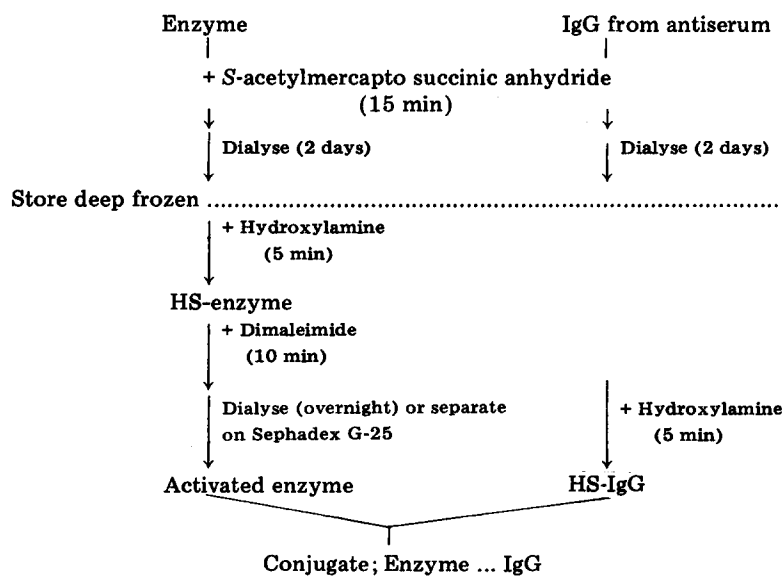 Enzyme IgG from antiserum
+ S-acetylmercapto succinic anhydride
(15 min)
Dialyse (2 days) Dialyse (2 days)
Store deep frozen ..........................................................................
+ Hydroxylamine
(5 min)
HS-enzyme
+ Dimaleimide
(10 min)
Dialyse (overnight) or separate
on Sephadex G-25
+ Hydroxylamine
(5 min)
Activated enzyme HS-IgG
Conjugate; Enzyme ... IgG